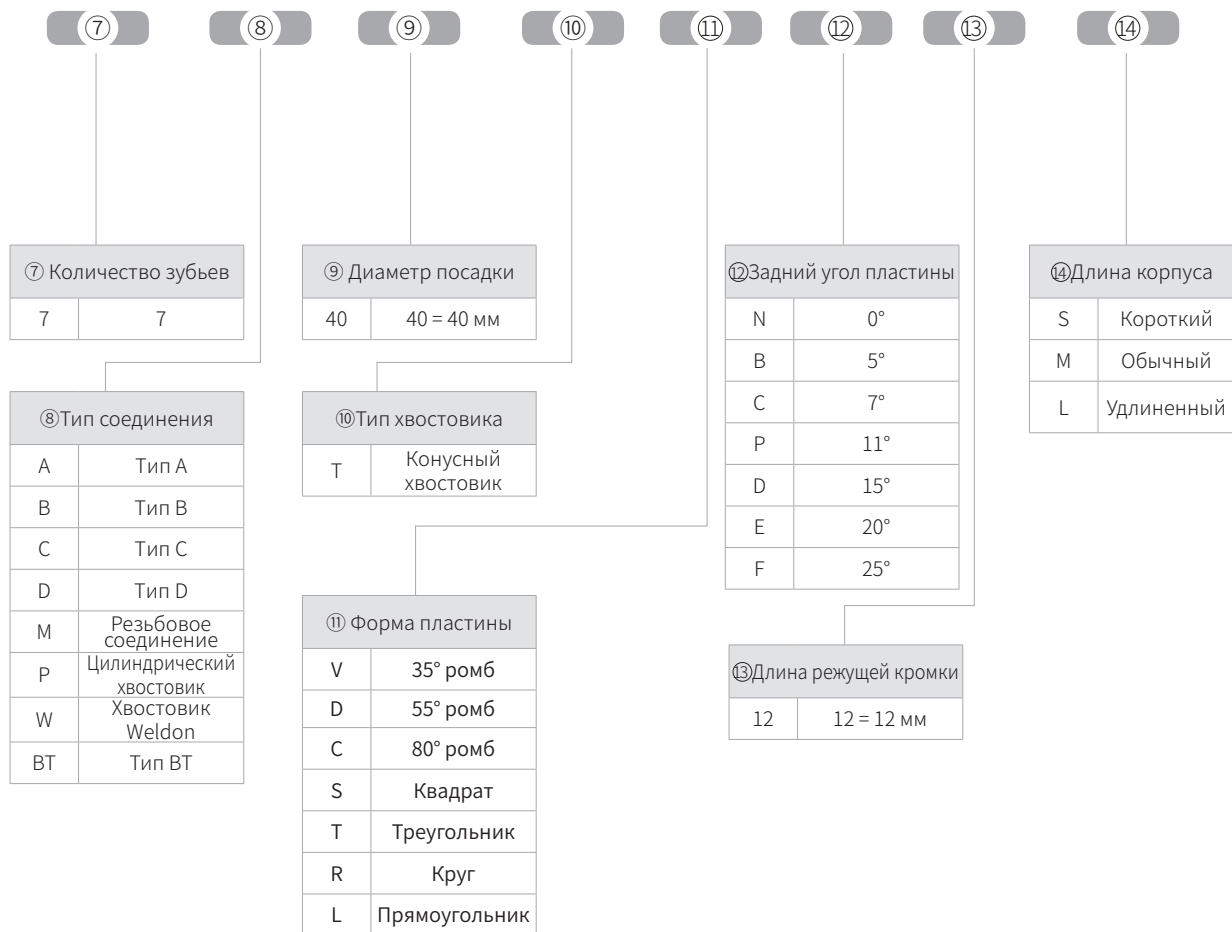 ⑦ ⑧ ⑨ ⑩ ⑪ ⑫ ⑬ ⑭
⑦ Количество зубьев
7 7
⑧Тип соединения
A Тип A
B Тип B
C Тип C
D Тип D
M Резьбовое
соединение
P Цилиндрический
хвостовик
W Хвостовик
Weldon
BT Тип BT
⑨ Диаметр посадки
40 40 = 40 мм
⑩Тип хвостовика
T Конусный
хвостовик
⑪ Форма пластины
V 35° ромб
D 55° ромб
C 80° ромб
S Квадрат
T Треугольник
R Круг
L Прямоугольник
⑫Задний угол пластины
N 0°
B 5°
C 7°
P 11°
D 15°
E 20°
F 25°
⑬Длина режущей кромки
12 12 = 12 мм
⑭Длина корпуса
S Короткий
M Обычный
L Удлиненный